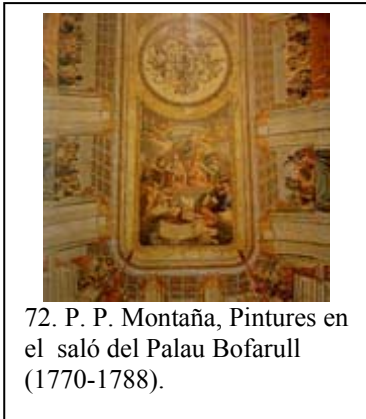 72. P. P. Montaña, Pintures en
el saló del Palau Bofarull
(1770-1788).